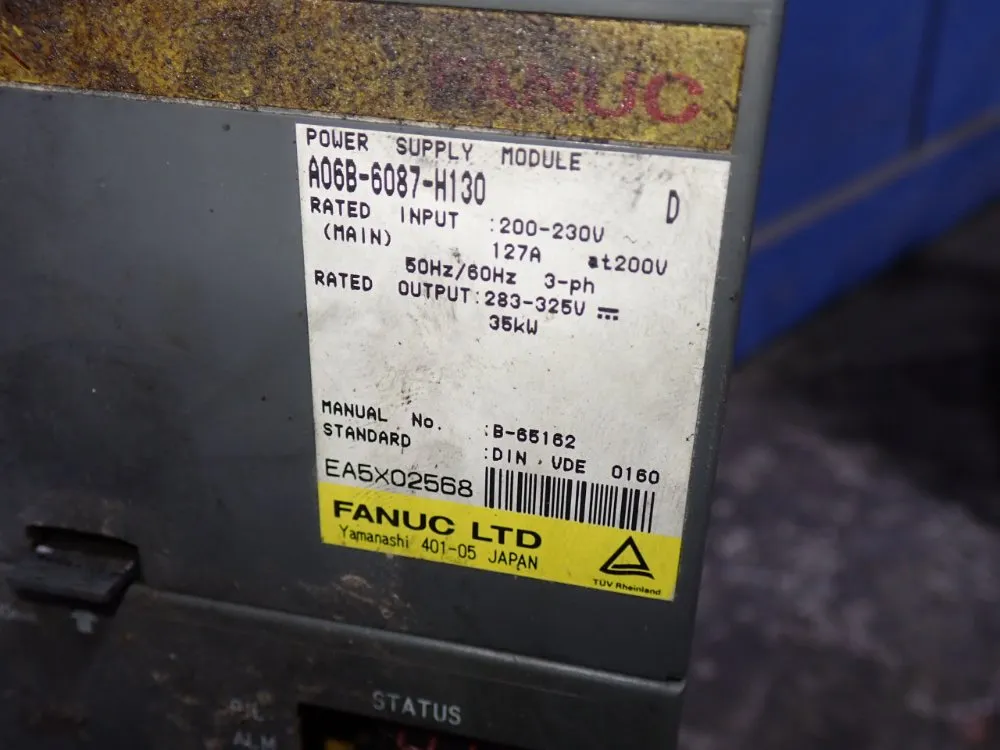 FANUC
POWER SUPPLY MODULE
A06B-6087-H130 D
RATED INPUT :200-230V
(MAIN) 127A at200V
50Hz/60Hz 3-ph
RATED OUTPUT:283-325V ⎓
35kW
MANUAL No. :B-65162
STANDARD :DIN VDE 0160
EA5X02568
FANUC LTD
Yamanashi 401-05 JAPAN
TÜV Rheinland
STATUS
PIL
ALM